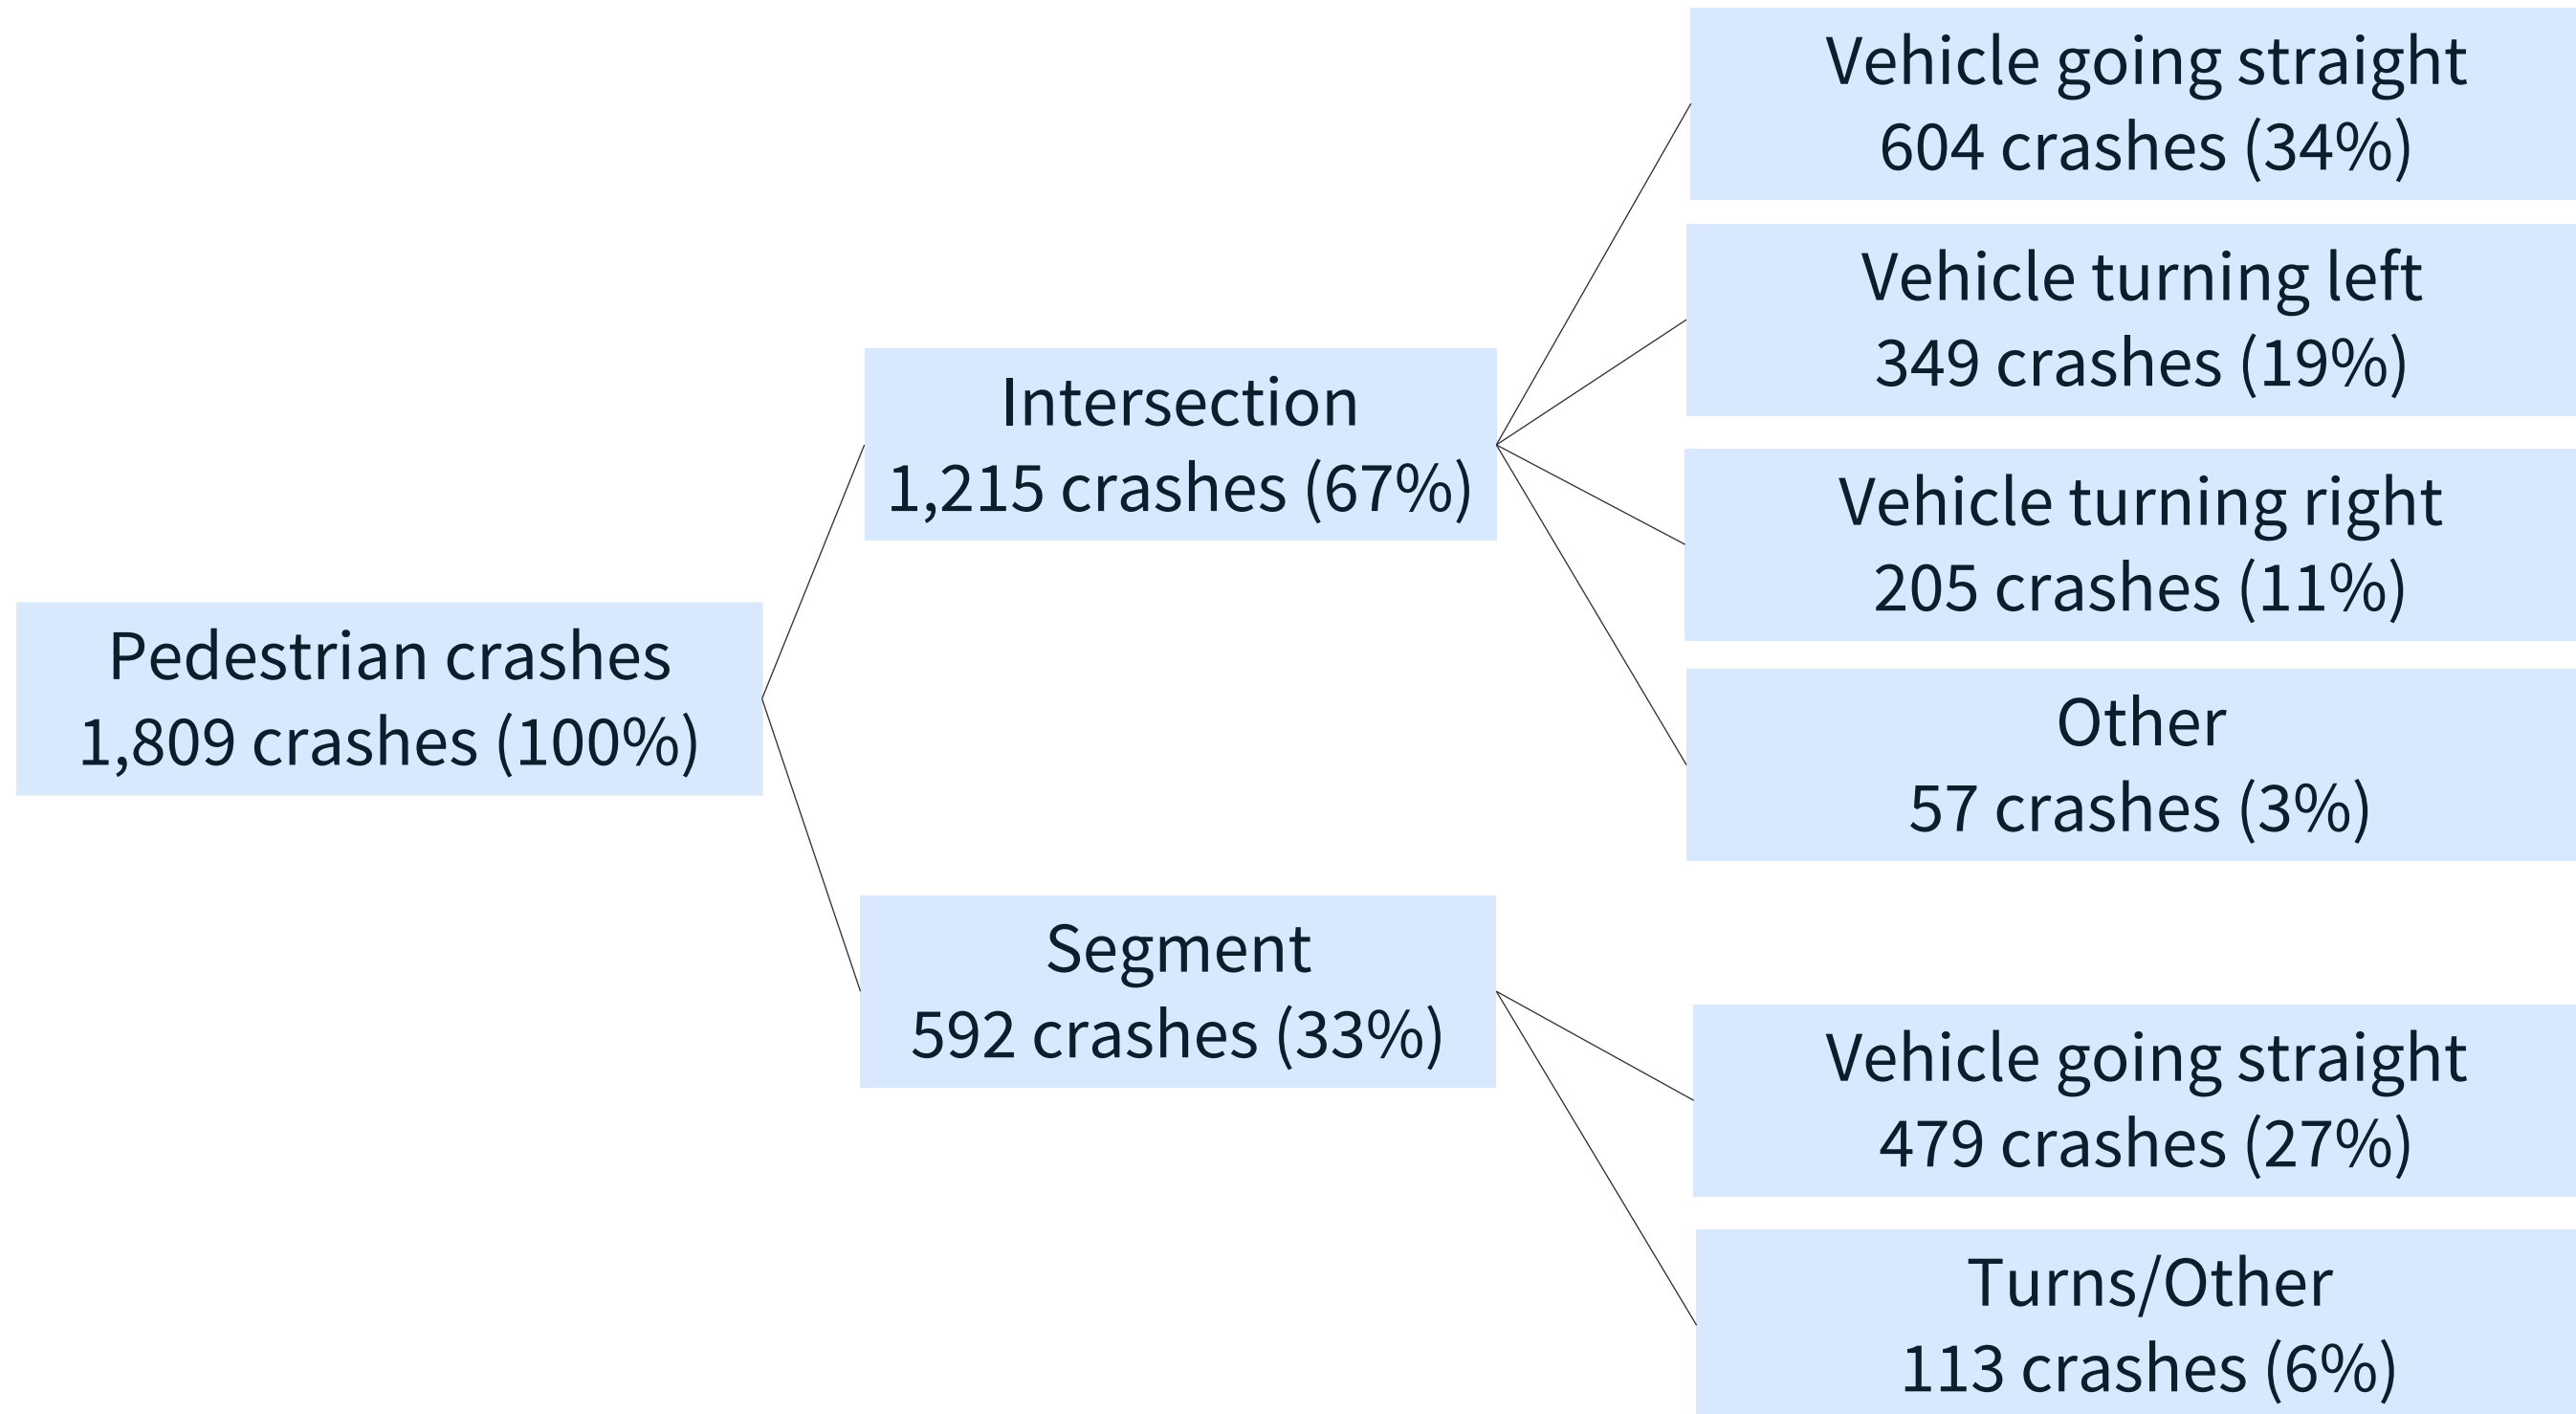 Pedestrian crashes
1,809 crashes (100%)
Intersection
1,215 crashes (67%)
Vehicle going straight
604 crashes (34%)
Vehicle turning left
349 crashes (19%)
Vehicle turning right
205 crashes (11%)
Other
57 crashes (3%)
Segment
592 crashes (33%)
Vehicle going straight
479 crashes (27%)
Turns/Other
113 crashes (6%)